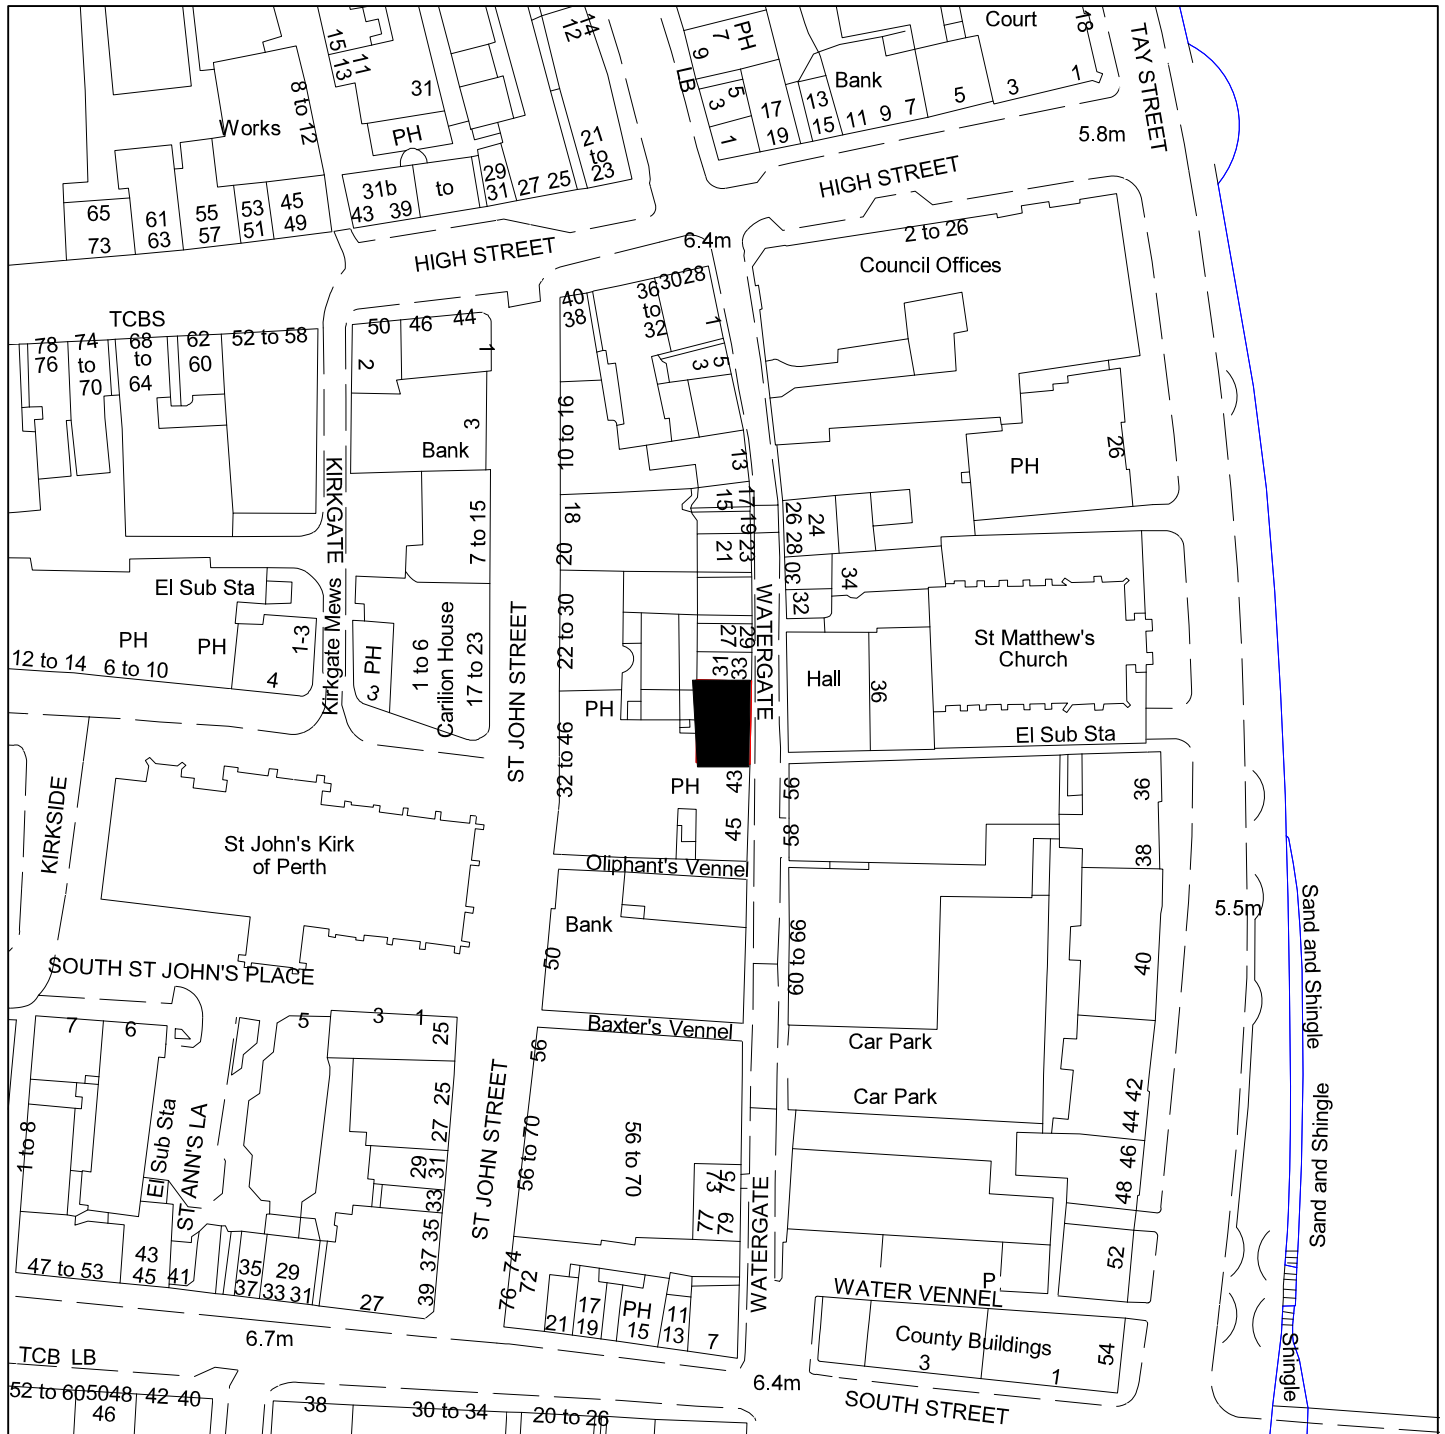 Court
18
TAY STREET
14
12
PH
7
9
LB
5
3
1
17
19
13
15
Bank
11
9
7
5
3
1
5.8m
15
13
11
31
8 to 12
Works
PH
21
to
23
29
31
27
25
31b
to
43
39
65
73
61
63
55
57
53
51
45
49
HIGH STREET
HIGH STREET
6.4m
2 to 26
Council Offices
TCBS
78
76
74
to
70
68
to
64
62
60
52 to 58
50
46
44
2
1
3
Bank
40
38
36
to
32
30
28
1
3
5
10 to 16
13
15
17
19
18
20
21
23
26
24
28
30
32
34
PH
26
KIRKGATE
7 to 15
El Sub Sta
PH
PH
12 to 14
6 to 10
1-3
4
Kirkgate Mews
PH
3
1 to 6
Carilion House
17 to 23
ST JOHN STREET
22 to 30
27
29
31
33
WATERGATE
Hall
36
St Matthew's
Church
El Sub Sta
PH
32 to 46
PH
43
45
56
58
36
38
KIRKSIDE
St John's Kirk
of Perth
Oliphant's Vennel
Bank
50
60 to 66
40
5.5m
Sand and Shingle
SOUTH ST JOHN'S PLACE
7
6
5
3
1
25
Baxter's Vennel
Car Park
Car Park
56
25
27
29
31
33
35
37
39
1 to 8
El Sub Sta
ST ANN'S LA
ST JOHN STREET
56 to 70
56 to 70
73
75
77
79
42
44
46
48
52
Sand and Shingle
47 to 53
43
45
41
35
37
29
33
31
27
74
72
76
21
17
19
PH
15
11
13
7
WATERGATE
P
WATER VENNEL
County Buildings
3
1
54
Shingle
6.7m
TCB
LB
6.4m
SOUTH STREET
52 to 60
50
48
46
42
40
38
30 to 34
20 to 26